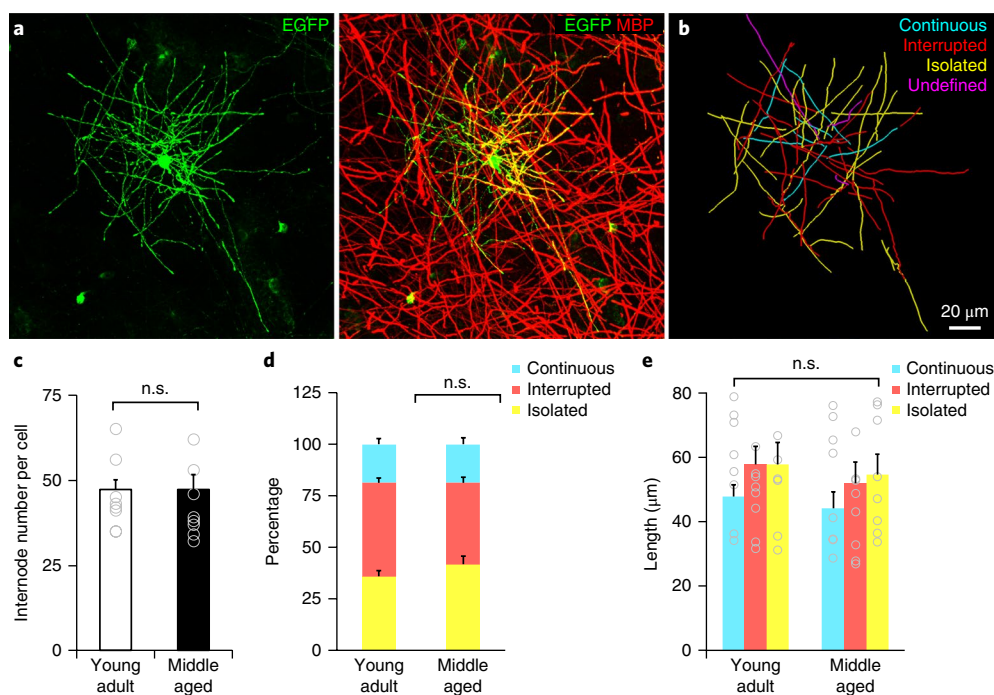 a
EGFP
EGFP MBP
b
Continuous
Interrupted
Isolated
Undefined
20 µm
c
75
50
25
0
Internode number per cell
n.s.
Young adult
Middle aged
d
Continuous
Interrupted
Isolated
125
100
75
50
25
0
Percentage
n.s.
Young adult
Middle aged
e
Continuous
Interrupted
Isolated
80
60
40
20
0
Length (µm)
n.s.
Young adult
Middle aged